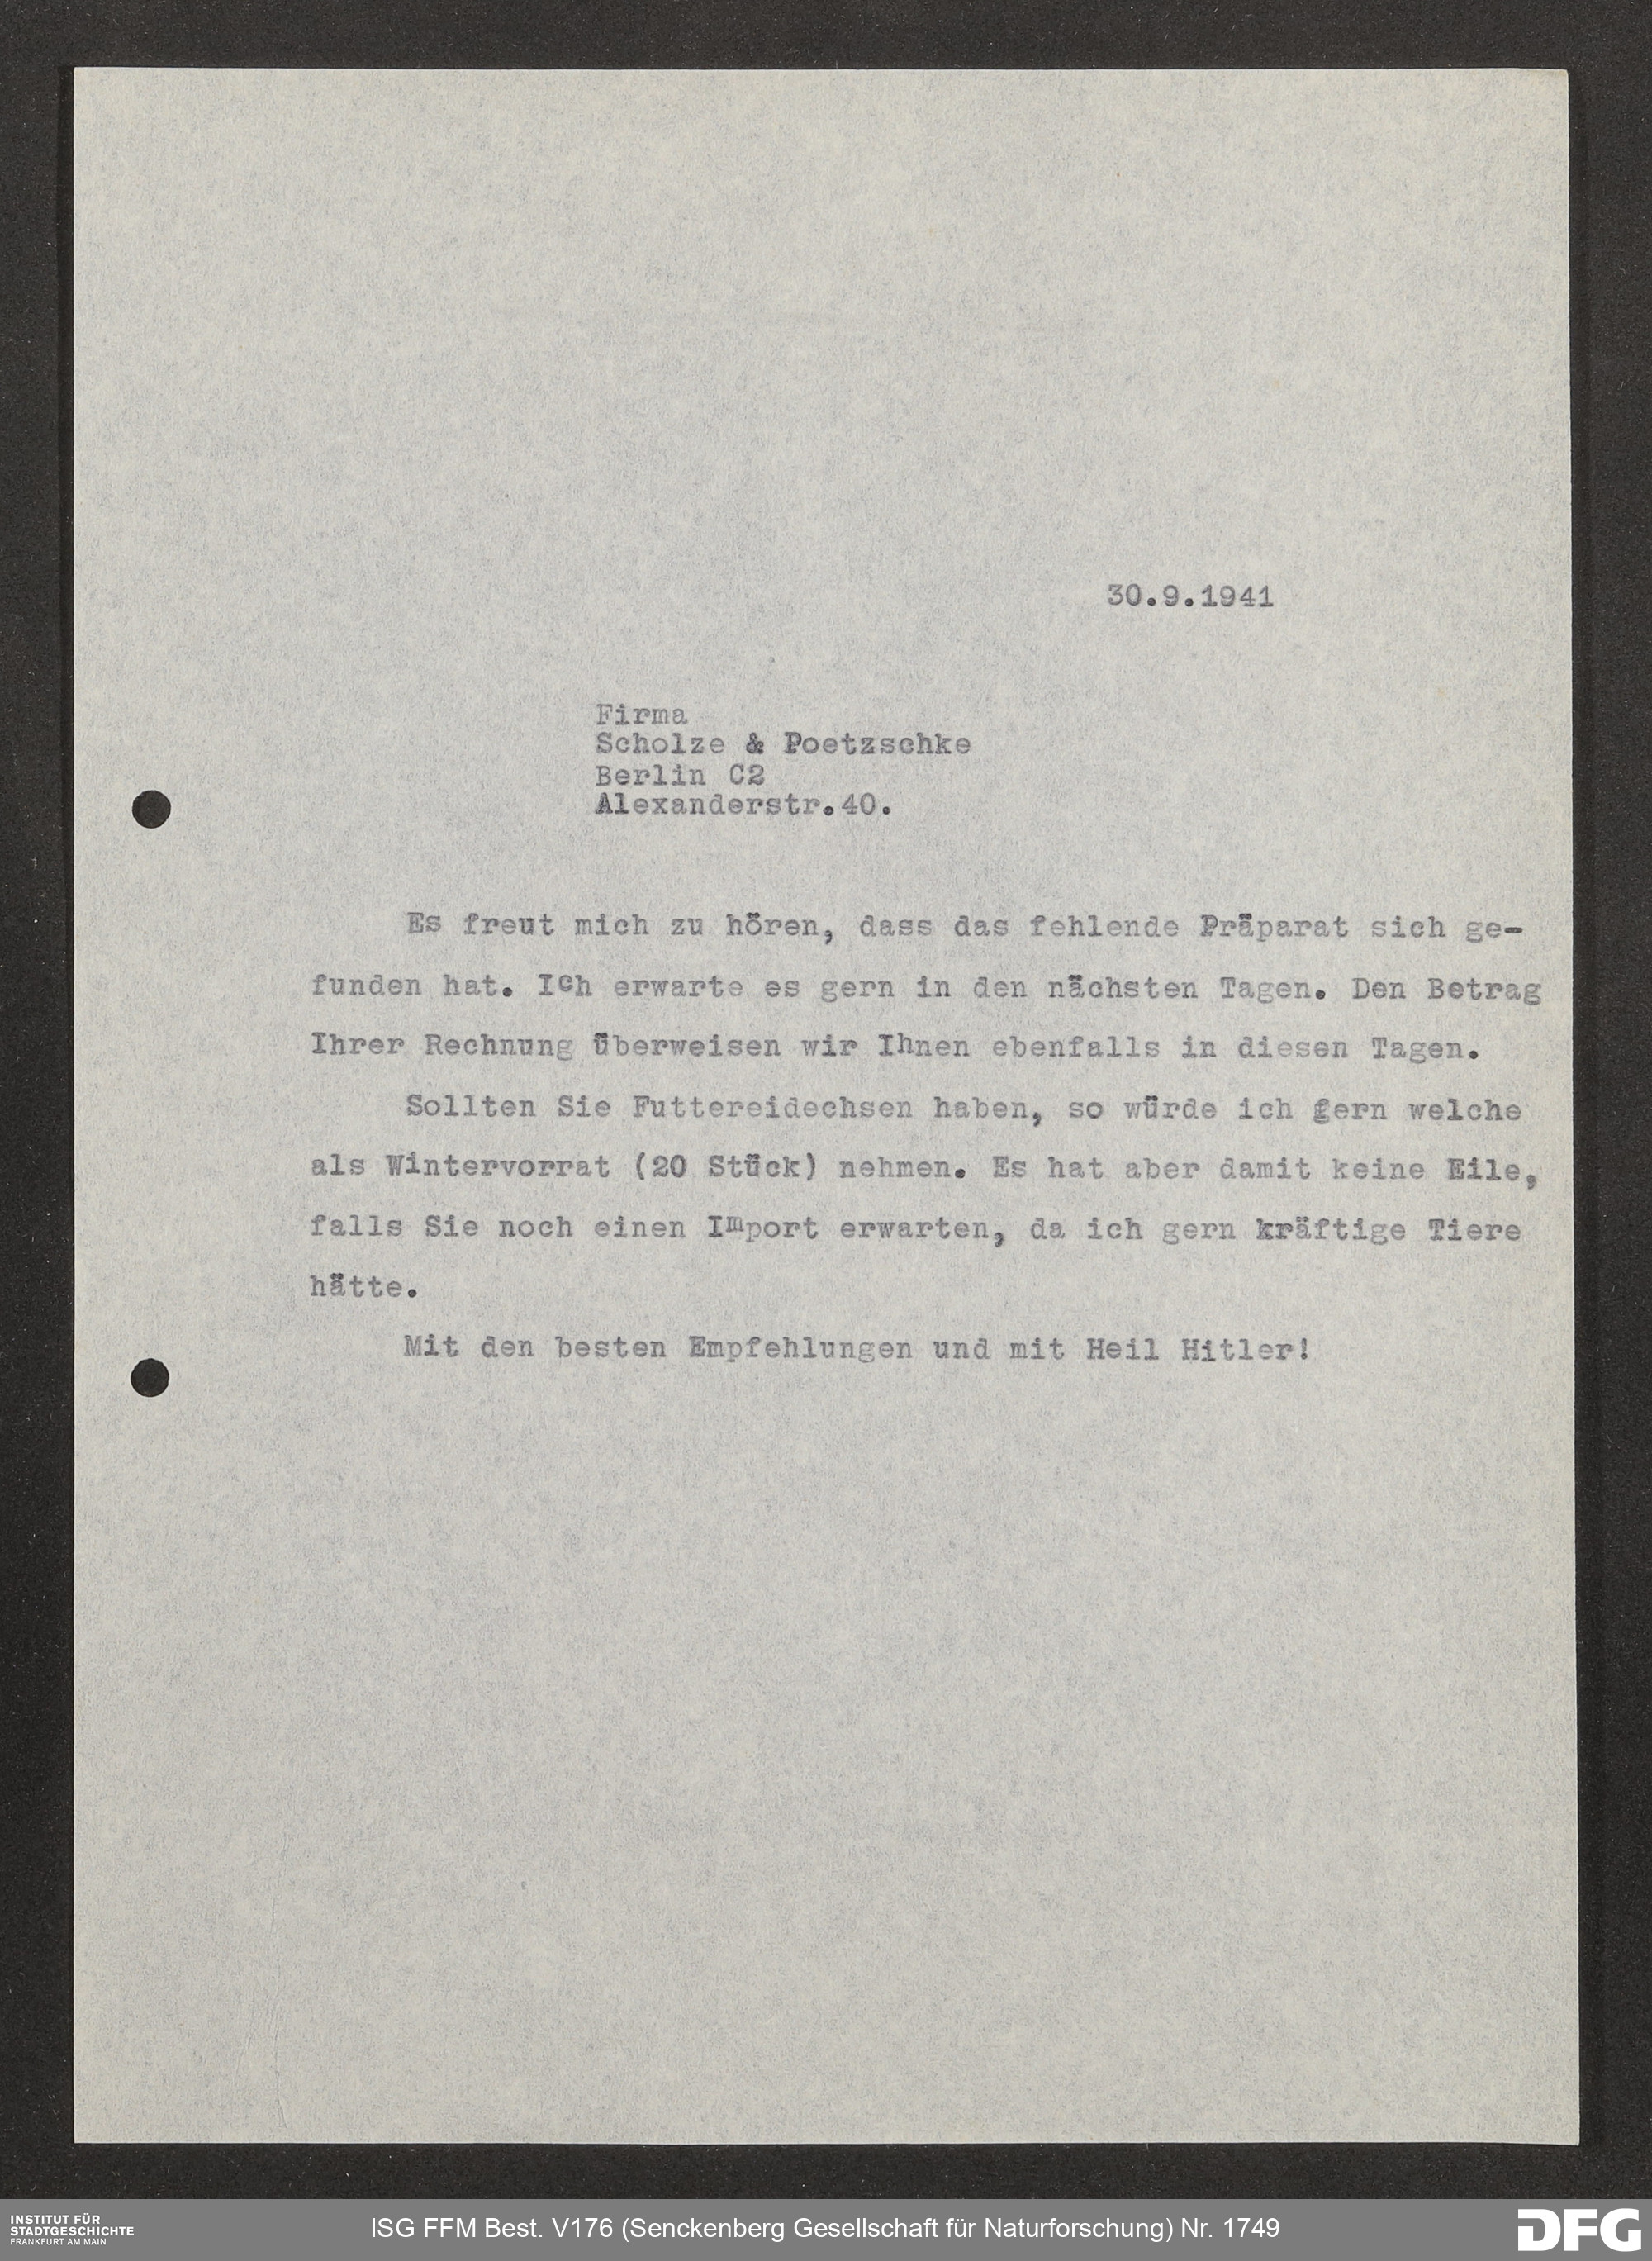 30.9.1941
Firma
Scholze & Poetzschke
Berlin C2
Alexanderstr.40.
Es freut mich zu hören, dass das fehlende Präparat sich ge-
funden hat. Ich erwarte es gern in den nächsten Tagen. Den Betrag
Ihrer Rechnung überweisen wir Ihnen ebenfalls in diesen Tagen.
Sollten Sie Futtereidechsen haben, so würde ich gern welche
als Wintervorrat (20 Stück) nehmen. Es hat aber damit keine Eile,
falls Sie noch einen Import erwarten, da ich gern kräftige Tiere
hätte.
Mit den besten Empfehlungen und mit Heil Hitler!
INSTITUT FÜR
STADTGESCHICHTE
FRANKFURT AM MAIN
ISG FFM Best. V176 (Senckenberg Gesellschaft für Naturforschung) Nr. 1749
DFG